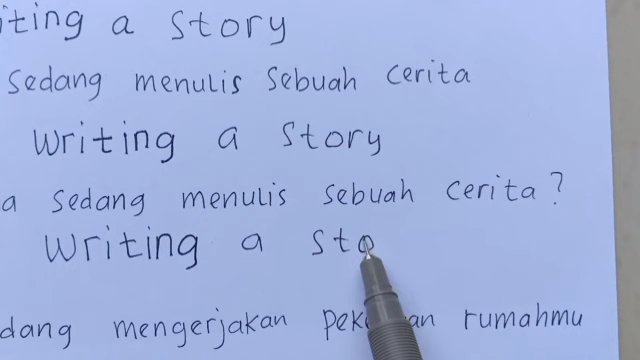 iting a story
sedang menulis sebuah cerita
writing a story
a sedang menulis sebuah cerita?
writing a sto
dang mengerjakan rumahmu